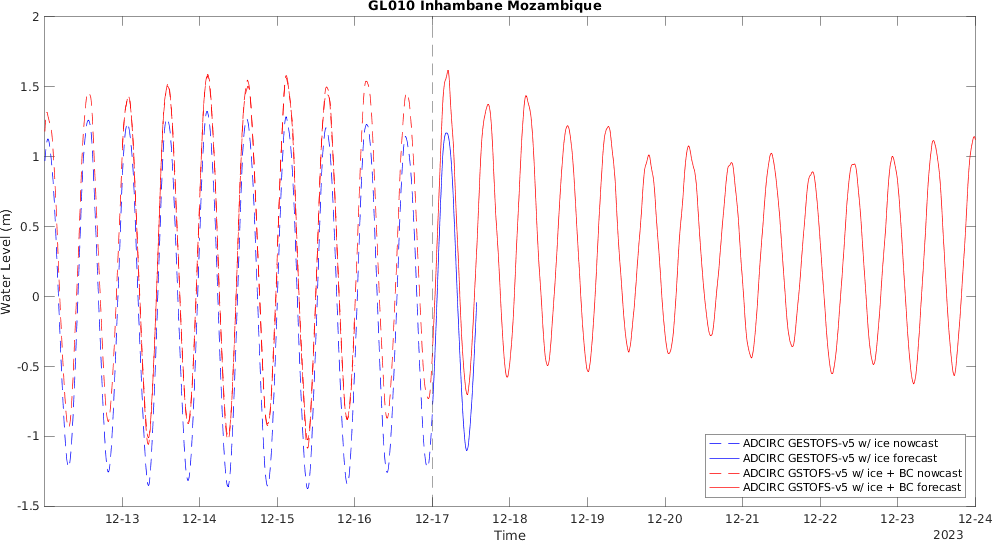 GL010 Inhambane Mozambique
2
1.5
1
0.5
0
-0.5
-1
-1.5
Water Level (m)
ADCIRC GESTOFS-v5 w/ ice nowcast
ADCIRC GESTOFS-v5 w/ ice forecast
ADCIRC GSTOFS-v5 w/ ice + BC nowcast
ADCIRC GSTOFS-v5 w/ ice + BC forecast
12-13 12-14 12-15 12-16 12-17 12-18 12-19 12-20 12-21 12-22 12-23 12-24
Time
2023